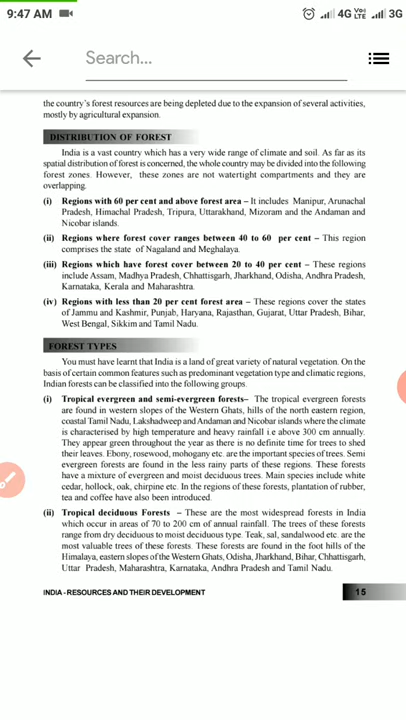 9:47 AM
4G Vo) LTE 3G
Search...
the country's forest resources are being depleted due to the expansion of several activities,
mostly by agricultural expansion.
DISTRIBUTION OF FOREST
India is a vast country which has a very wide range of climate and soil. As far as its
spatial distribution of forest is concerned, the whole country may be divided into the following
forest zones. However, these zones are not watertight compartments and they are
overlapping.
(i) Regions with 60 per cent and above forest area – It includes Manipur, Arunachal
Pradesh, Himachal Pradesh, Tripura, Uttarakhand, Mizoram and the Andaman and
Nicobar islands.
(ii) Regions where forest cover ranges between 40 to 60 per cent – This region
comprises the state of Nagaland and Meghalaya.
(iii) Regions which have forest cover between 20 to 40 per cent – These regions
include Assam, Madhya Pradesh, Chhattisgarh, Jharkhand, Odisha, Andhra Pradesh,
Karnataka, Kerala and Maharashtra.
(iv) Regions with less than 20 per cent forest area – These regions cover the states
of Jammu and Kashmir, Punjab, Haryana, Rajasthan, Gujarat, Uttar Pradesh, Bihar,
West Bengal, Sikkim and Tamil Nadu.
FOREST TYPES
You must have learnt that India is a land of great variety of natural vegetation. On the
basis of certain common features such as predominant vegetation type and climatic regions,
Indian forests can be classified into the following groups.
(i) Tropical evergreen and semi-evergreen forests– The tropical evergreen forests
are found in western slopes of the Western Ghats, hills of the north eastern region,
coastal Tamil Nadu, Lakshadweep and Andaman and Nicobar islands where the climate
is characterised by high temperature and heavy rainfall i.e above 300 cm annually.
They appear green throughout the year as there is no definite time for trees to shed
their leaves. Ebony, rosewood, mohogany etc. are the important species of trees. Semi
evergreen forests are found in the less rainy parts of these regions. These forests
have a mixture of evergreen and moist deciduous trees. Main species include white
cedar, hollock, oak, chirpine etc. In the regions of these forests, plantation of rubber,
tea and coffee have also been introduced.
(ii) Tropical deciduous Forests – These are the most widespread forests in India
which occur in areas of 70 to 200 cm of annual rainfall. The trees of these forests
range from dry deciduous to moist deciduous type. Teak, sal, sandalwood etc. are the
most valuable trees of these forests. These forests are found in the foot hills of the
Himalaya, eastern slopes of the Western Ghats, Odisha, Jharkhand, Bihar, Chhattisgarh,
Uttar Pradesh, Maharashtra, Karnataka, Andhra Pradesh and Tamil Nadu.
INDIA - RESOURCES AND THEIR DEVELOPMENT 15